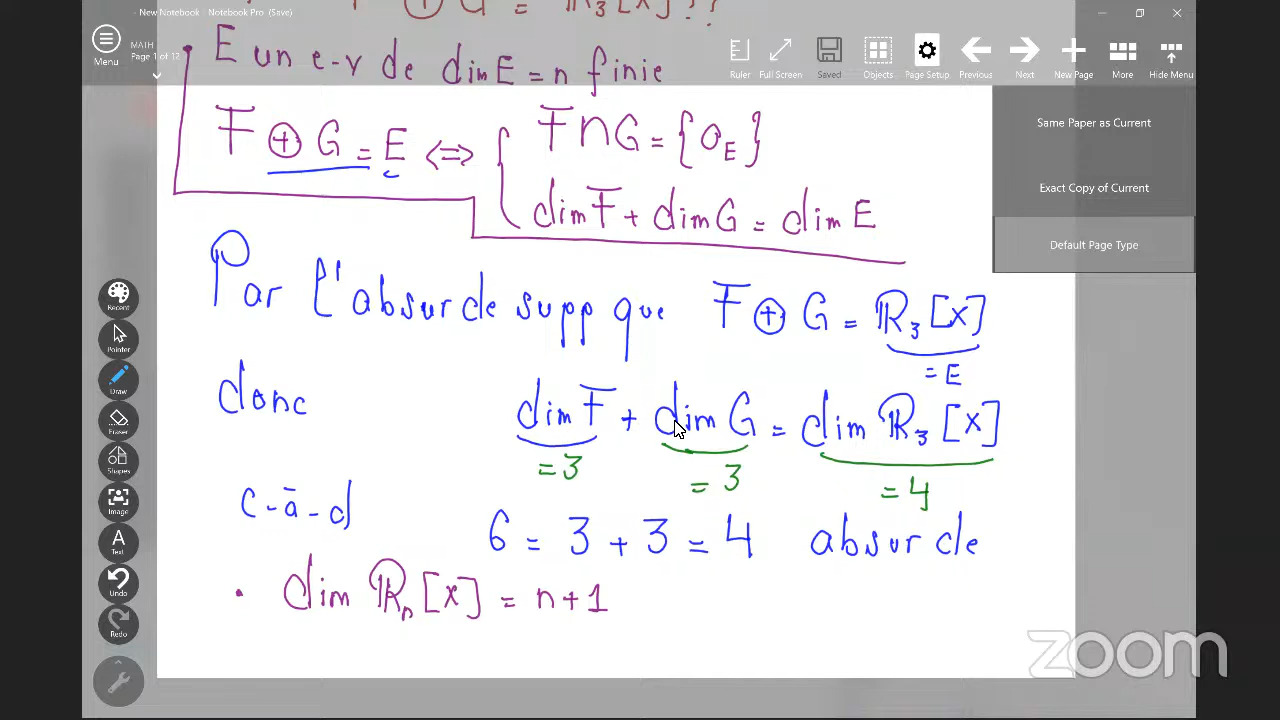 - New Notebook - Notebook Pro (Save)
F ⊕ G = ℝ₃[x] ??
Menu
MATH
Page 1 of 12
Ruler
Full Screen
Saved
Objects
Page Setup
Previous
Next
New Page
More
Hide Menu
Same Paper as Current
Exact Copy of Current
Default Page Type
• E un e-v de dim E = n finie
F ⊕ G = E ⇔ { F ∩ G = {0_E}
dim F + dim G = dim E
Par l'absurde supp que F ⊕ G = ℝ₃[x]
= E
donc dim F + dim G = dim ℝ₃[x]
= 3 = 3 = 4
c-à-d 6 = 3 + 3 = 4 absurde
• dim ℝₙ[x] = n + 1
Recent
Pointer
Draw
Eraser
Shapes
Image
Text
Undo
Redo
zoom